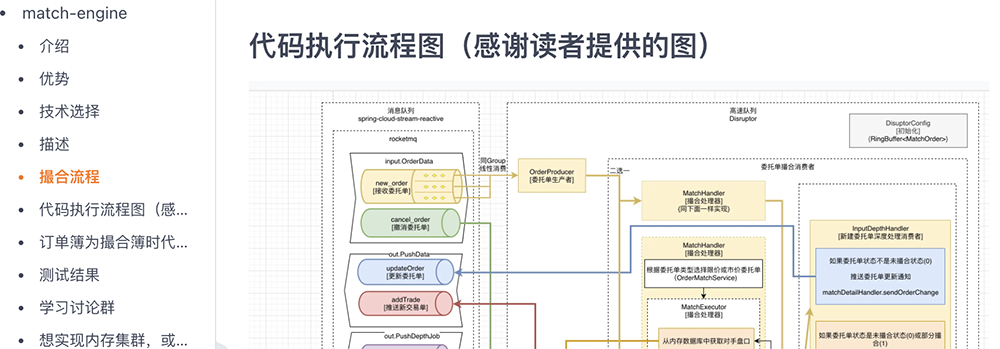 match-engine
介绍
优势
技术选择
描述
撮合流程
代码执行流程图（感...
订单簿为撮合簿时代...
测试结果
学习讨论群
想实现内存集群，或...
代码执行流程图（感谢读者提供的图）
消息队列
spring-cloud-stream-reactive
rocketmq
input.OrderData
new_order
[接收委托单]
cancel_order
[撤消委托单]
out.PushData
updateOrder
[更新委托单]
addTrade
[推送新交易单]
out.PushDepthJob
同Group
线性消费
高速队列
Disruptor
DisuptorConfig
[初始化]
(RingBuffer<MatchOrder>)
OrderProducer
[委托单生产者]
二选一
委托单撮合消费者
MatchHandler
[撮合处理器]
(同下面一样实现)
MatchHandler
[撮合处理器]
根据委托单类型选择限价或市价委托单
(OrderMatchService)
MatchExecutor
[撮合处理器]
从内存数据库中获取对手盘口
InputDepthHandler
[新建委托单深度处理消费者]
如果委托单状态不是未撮合状态(0)
推送委托单更新通知
matchDetailHandler.sendOrderChange
如果委托单状态是未撮合状态(0)或部分撮
合(1)